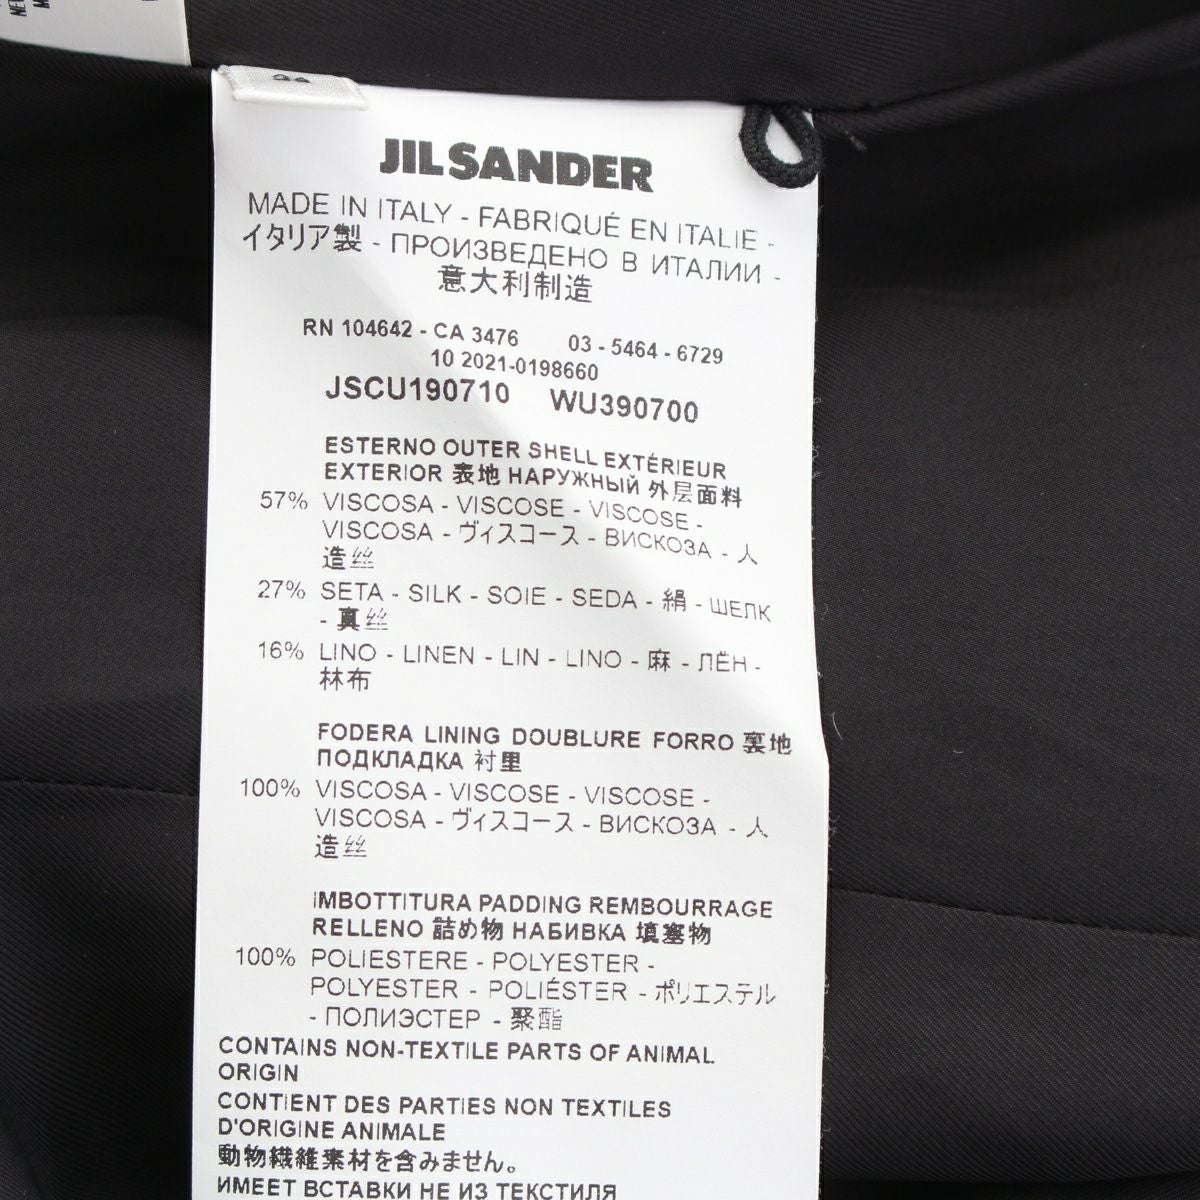 JIL SANDER
MADE IN ITALY - FABRIQUÉ EN ITALIE -
イタリア製 - ПРОИЗВЕДЕНО В ИТАЛИИ -
意大利制造
RN 104642 - CA 3476 03 - 5464 - 6729
10 2021-0198660
JSCU190710 WU390700
ESTERNO OUTER SHELL EXTÉRIEUR
EXTERIOR 表地 НАРУЖНЫЙ 外层面料
57% VISCOSA - VISCOSE - VISCOSE -
VISCOSA - ヴィスコース - ВИСКОЗА - 人
造丝
27% SETA - SILK - SOIE - SEDA - 絹 - ШЕЛК
- 真丝
16% LINO - LINEN - LIN - LINO - 麻 - ЛЁН -
林布
FODERA LINING DOUBLURE FORRO 裏地
ПОДКЛАДКА 衬里
100% VISCOSA - VISCOSE - VISCOSE -
VISCOSA - ヴィスコース - ВИСКОЗА - 人
造丝
IMBOTTITURA PADDING REMBOURRAGE
RELLENO 詰め物 НАБИВКА 填塞物
100% POLIESTERE - POLYESTER -
POLYESTER - POLIÉSTER - ポリエステル
- ПОЛИЭСТЕР - 聚酯
CONTAINS NON-TEXTILE PARTS OF ANIMAL
ORIGIN
CONTIENT DES PARTIES NON TEXTILES
D'ORIGINE ANIMALE
動物繊維素材を含みません。
ИМЕЕТ ВСТАВКИ НЕ ИЗ ТЕКСТИЛЯ